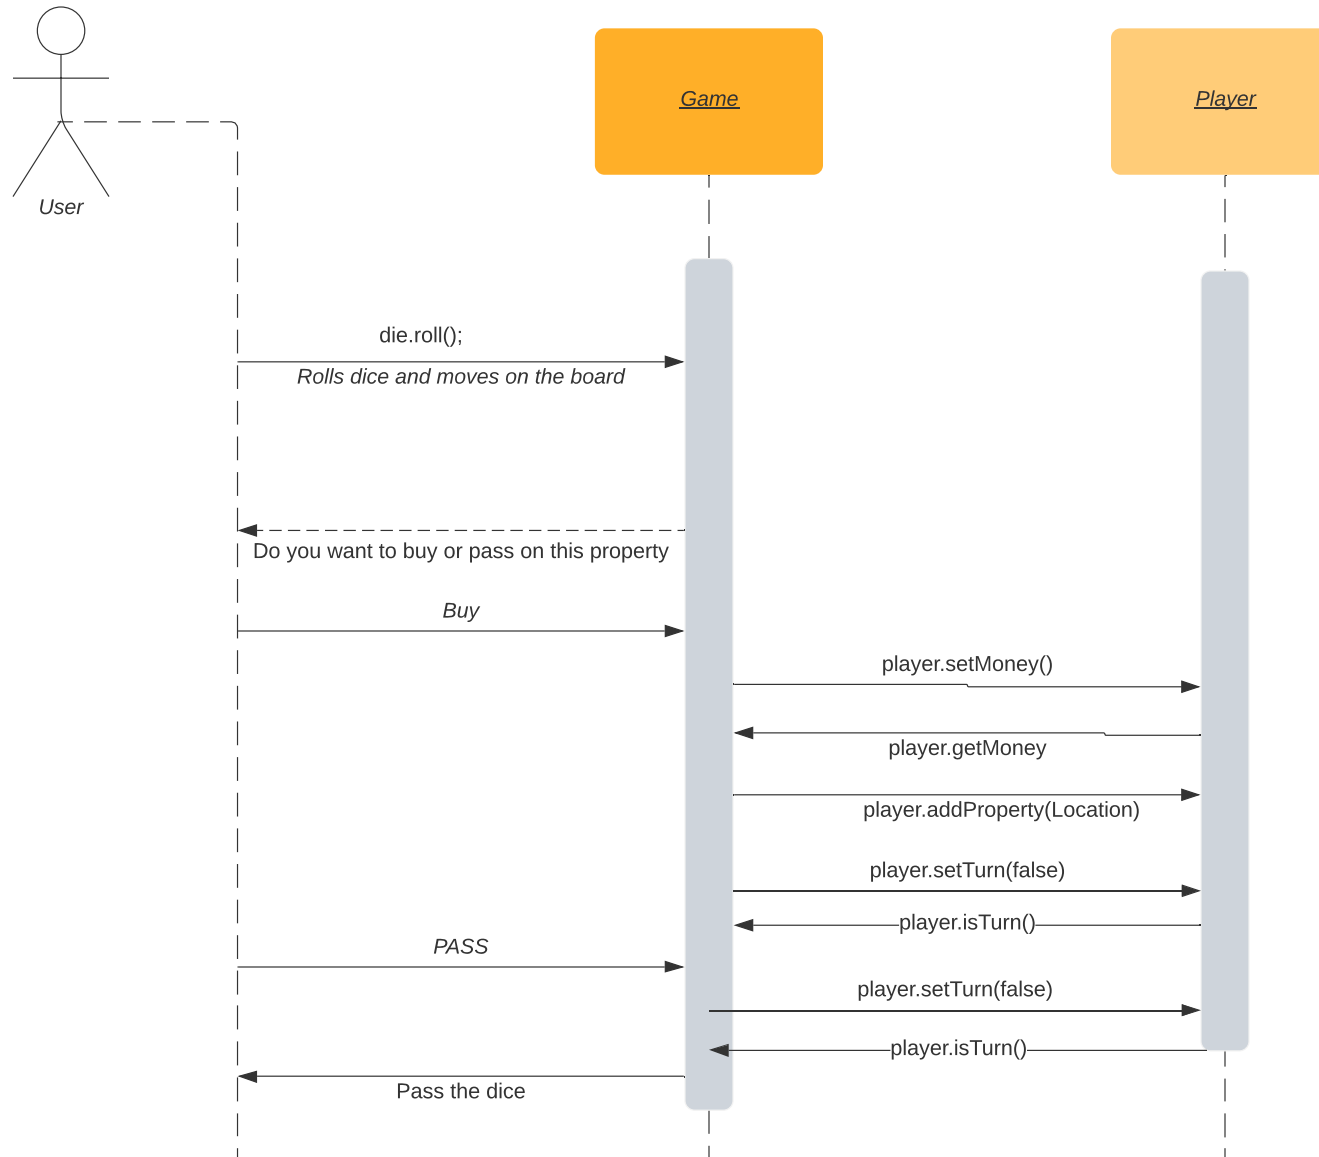 Game
Player
User
die.roll();
Rolls dice and moves on the board
Do you want to buy or pass on this property
Buy
player.setMoney()
player.getMoney
player.addProperty(Location)
player.setTurn(false)
player.isTurn()
PASS
player.setTurn(false)
player.isTurn()
Pass the dice